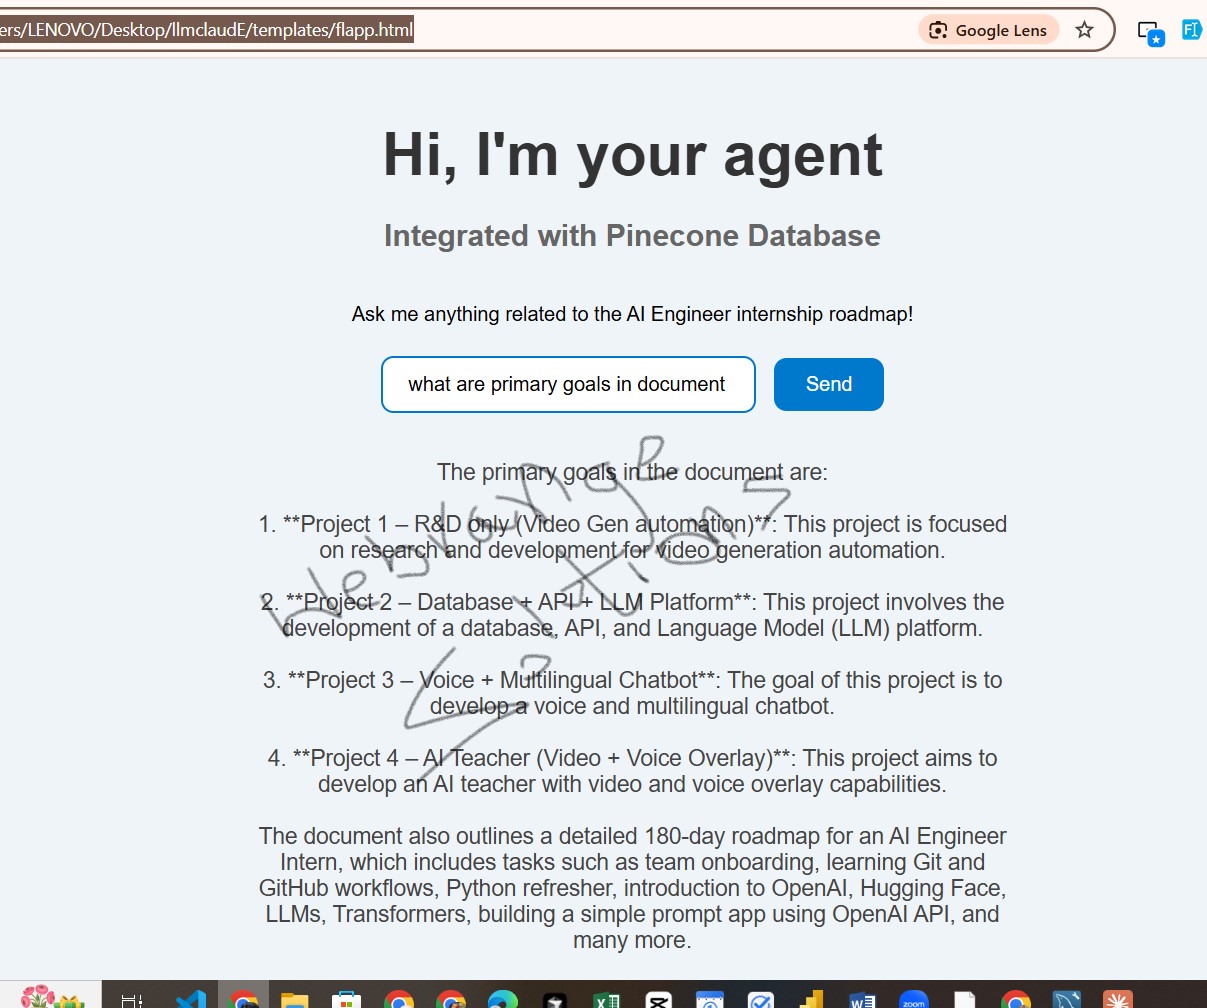 ers/LENOVO/Desktop/llmclaudE/templates/flapp.html
Google Lens
Hi, I'm your agent
Integrated with Pinecone Database
Ask me anything related to the AI Engineer internship roadmap!
what are primary goals in document
Send
The primary goals in the document are:
1. **Project 1 – R&D only (Video Gen automation)**: This project is focused
on research and development for video generation automation.
2. **Project 2 – Database + API + LLM Platform**: This project involves the
development of a database, API, and Language Model (LLM) platform.
3. **Project 3 – Voice + Multilingual Chatbot**: The goal of this project is to
develop a voice and multilingual chatbot.
4. **Project 4 – AI Teacher (Video + Voice Overlay)**: This project aims to
develop an AI teacher with video and voice overlay capabilities.
The document also outlines a detailed 180-day roadmap for an AI Engineer
Intern, which includes tasks such as team onboarding, learning Git and
GitHub workflows, Python refresher, introduction to OpenAI, Hugging Face,
LLMs, Transformers, building a simple prompt app using OpenAI API, and
many more.
zoom